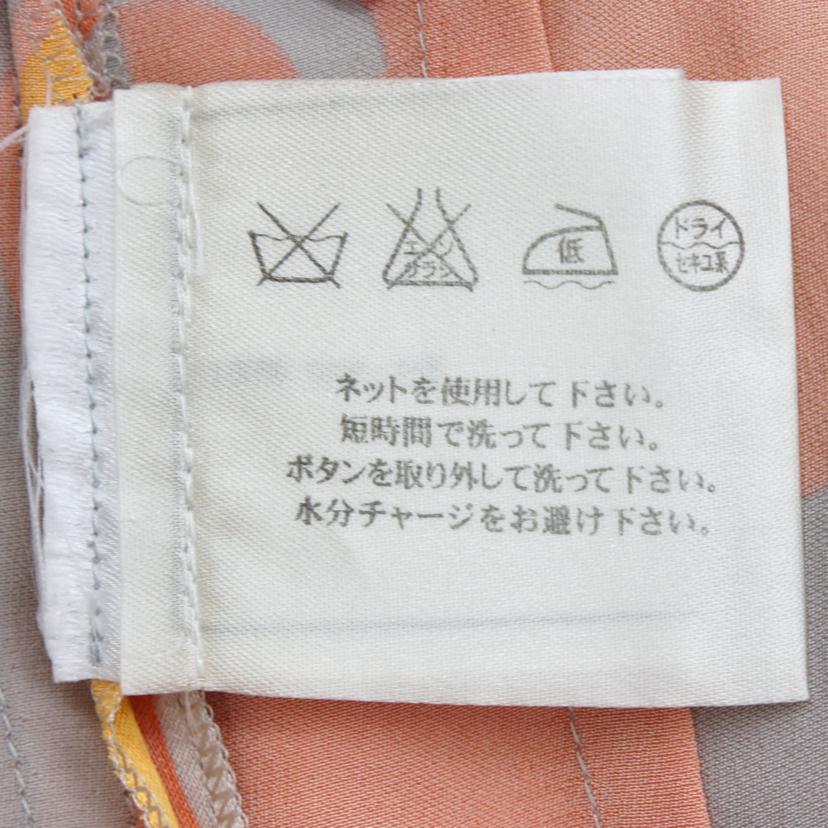 エンソ
サラシ
低
ドライ
セキユ系
ネットを使用して下さい。
短時間で洗って下さい。
ボタンを取り外して洗って下さい。
水分チャージをお避け下さい。